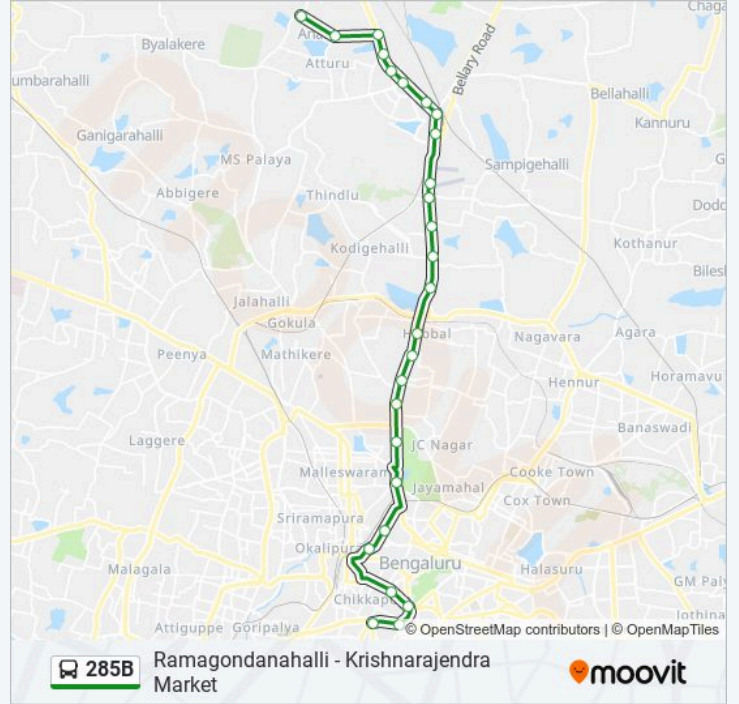 Chaga
Byalakere
Ana
Atturu
Bellary Road
umbarahalli
Bellahalli
Kannuru
Ganigarahalli
MS Palaya
Sampigehalli
G
Abbigere
Thindlu
Dodd
Kodigehalli
Kothanur
Biles
Jalahalli
Gokula
Hebbal
Nagavara
Agara
Peenya
Mathikere
Hennur
Horamavu
Banaswadi
Laggere
JC Nagar
Malleswaram
Cooke Town
Jayamahal
Cox Town
Sriramapura
Okalipur
Bengaluru
Malagala
Halasuru
GM Paly
Chikkap
Jothina
Attiguppe Goripalya
© OpenStreetMap contributors | © OpenMapTiles
285B Ramagondanahalli - Krishnarajendra
Market
moovit